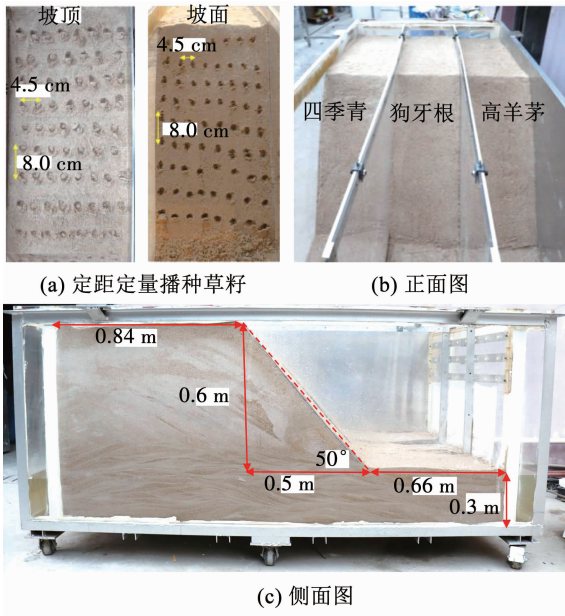 坡顶
坡面
4.5 cm
4.5 cm
8.0 cm
8.0 cm
四季青 狗牙根 高羊茅
(a) 定距定量播种草籽
(b) 正面图
0.84 m
0.6 m
50°
0.5 m
0.66 m
0.3 m
(c) 侧面图